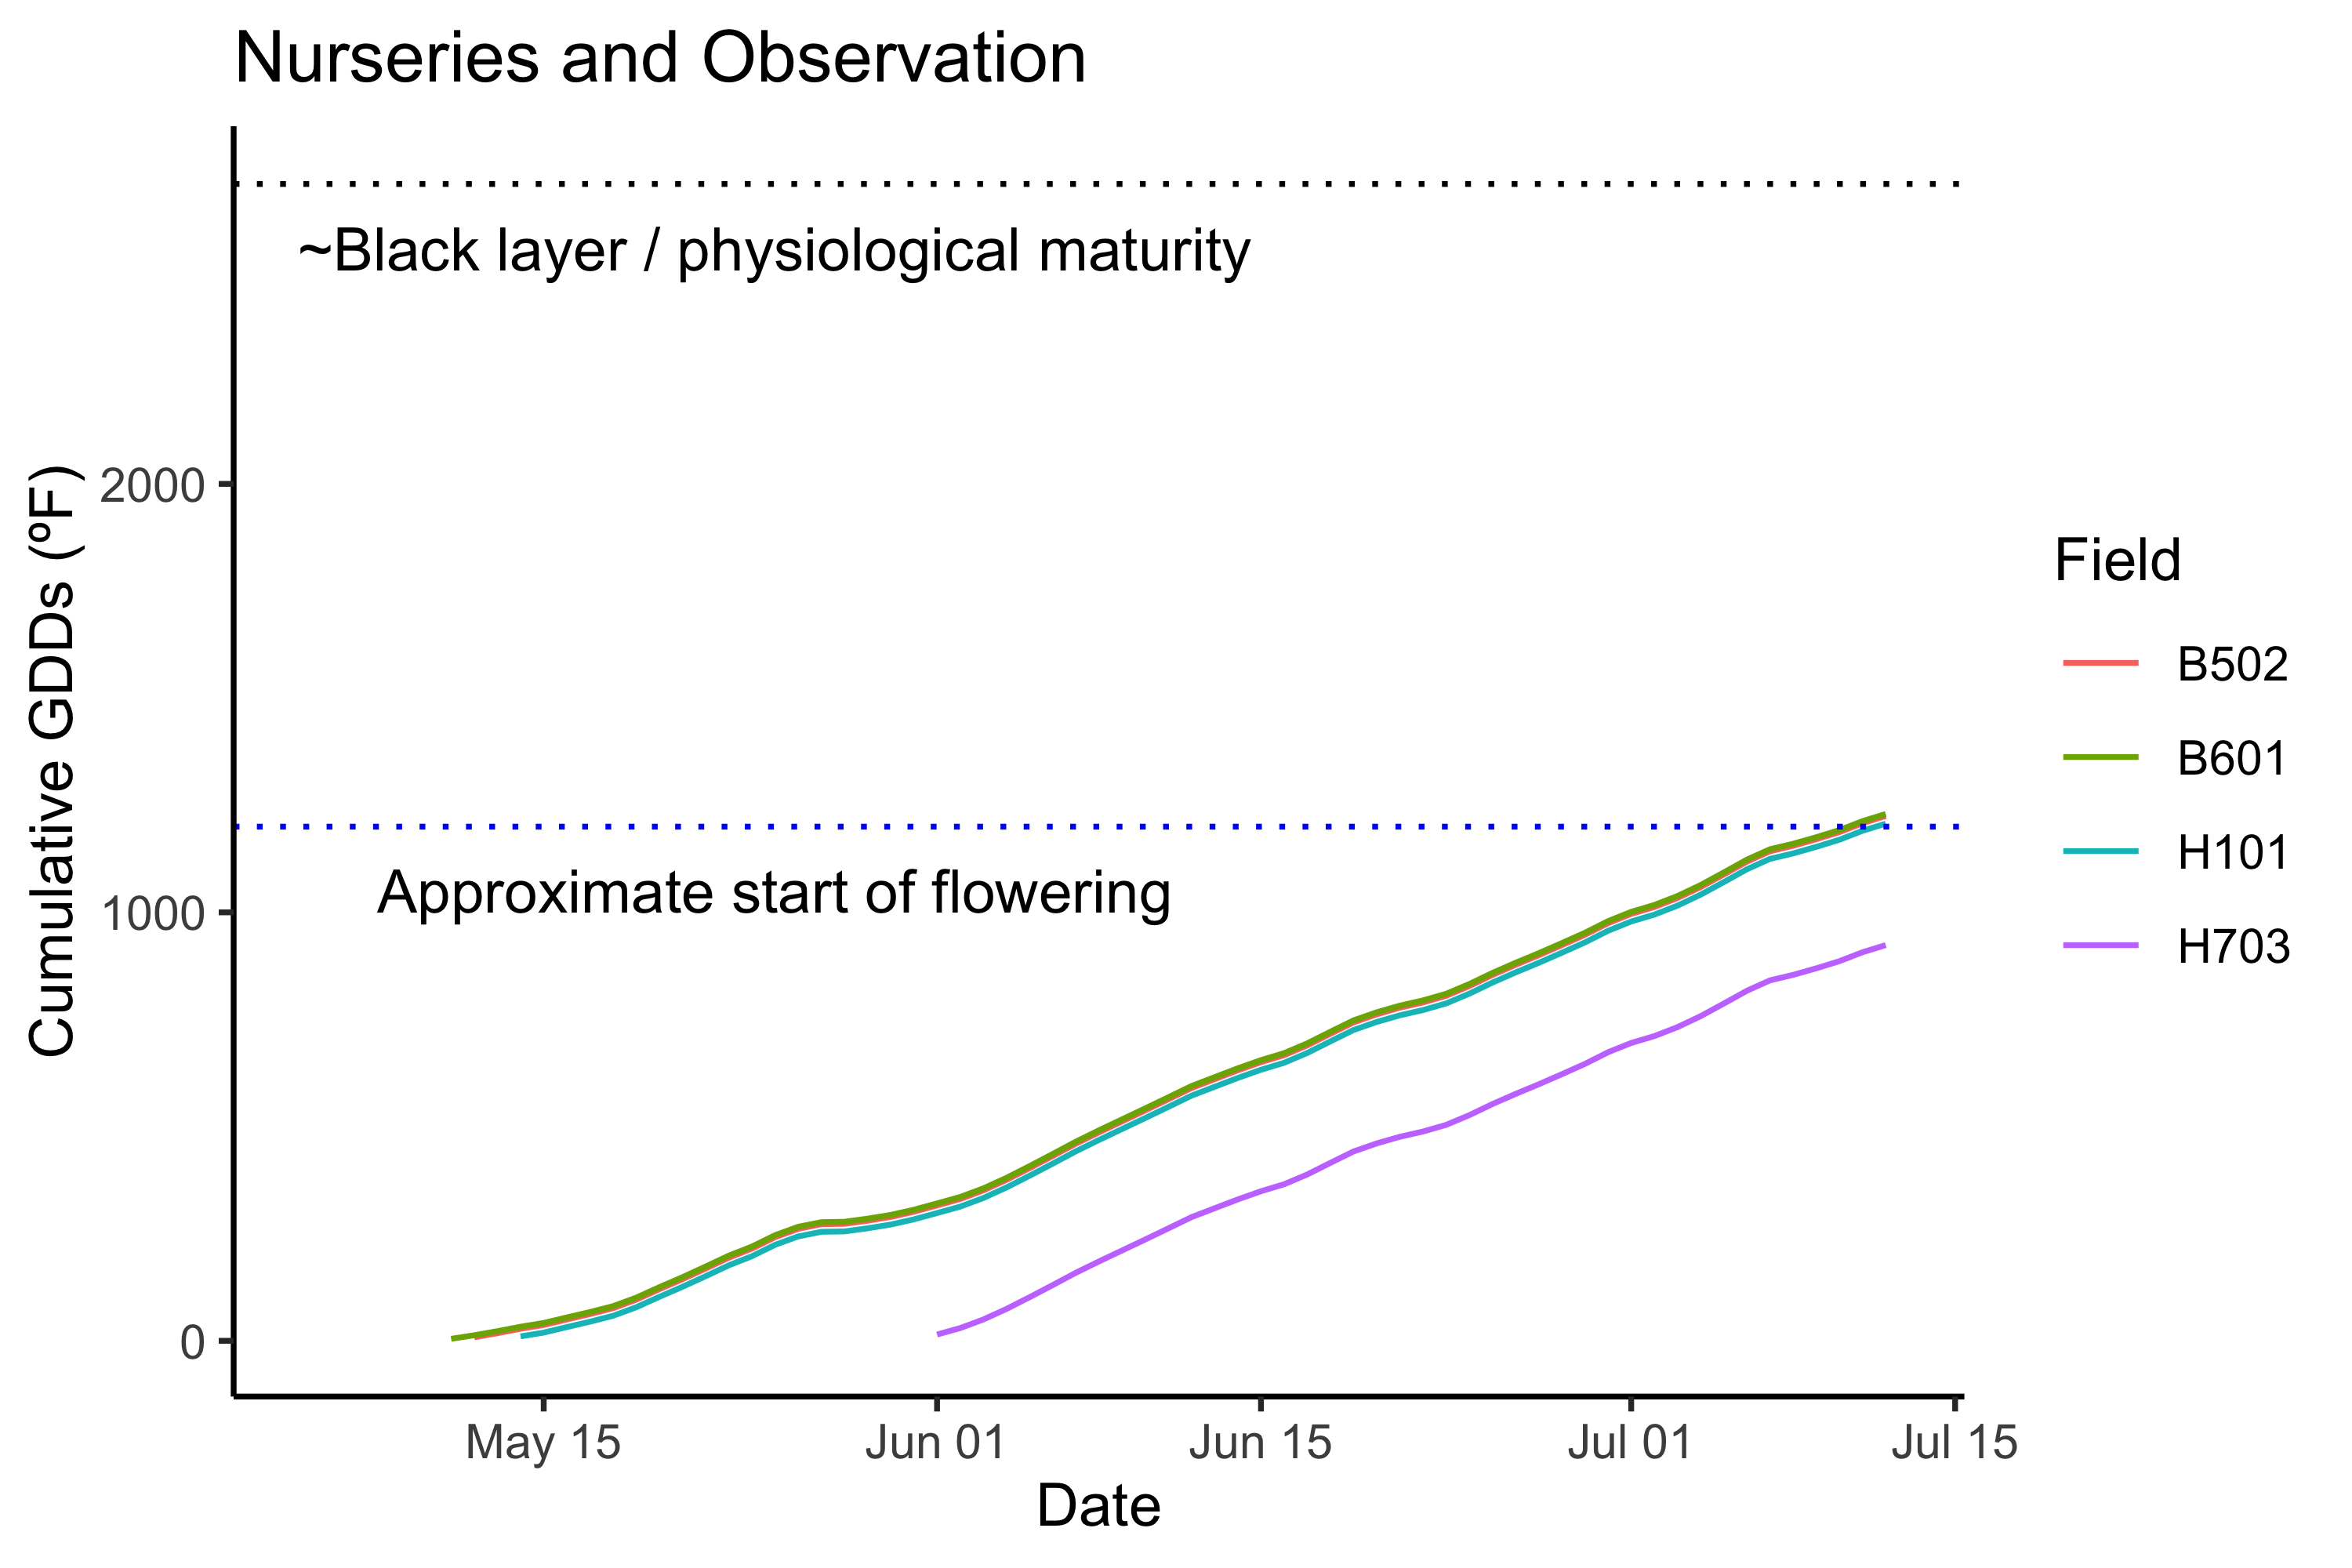 Nurseries and Observation
~Black layer / physiological maturity
Approximate start of flowering
Cumulative GDDs (ºF)
2000
1000
0
May 15
Jun 01
Jun 15
Jul 01
Jul 15
Date
Field
B502
B601
H101
H703